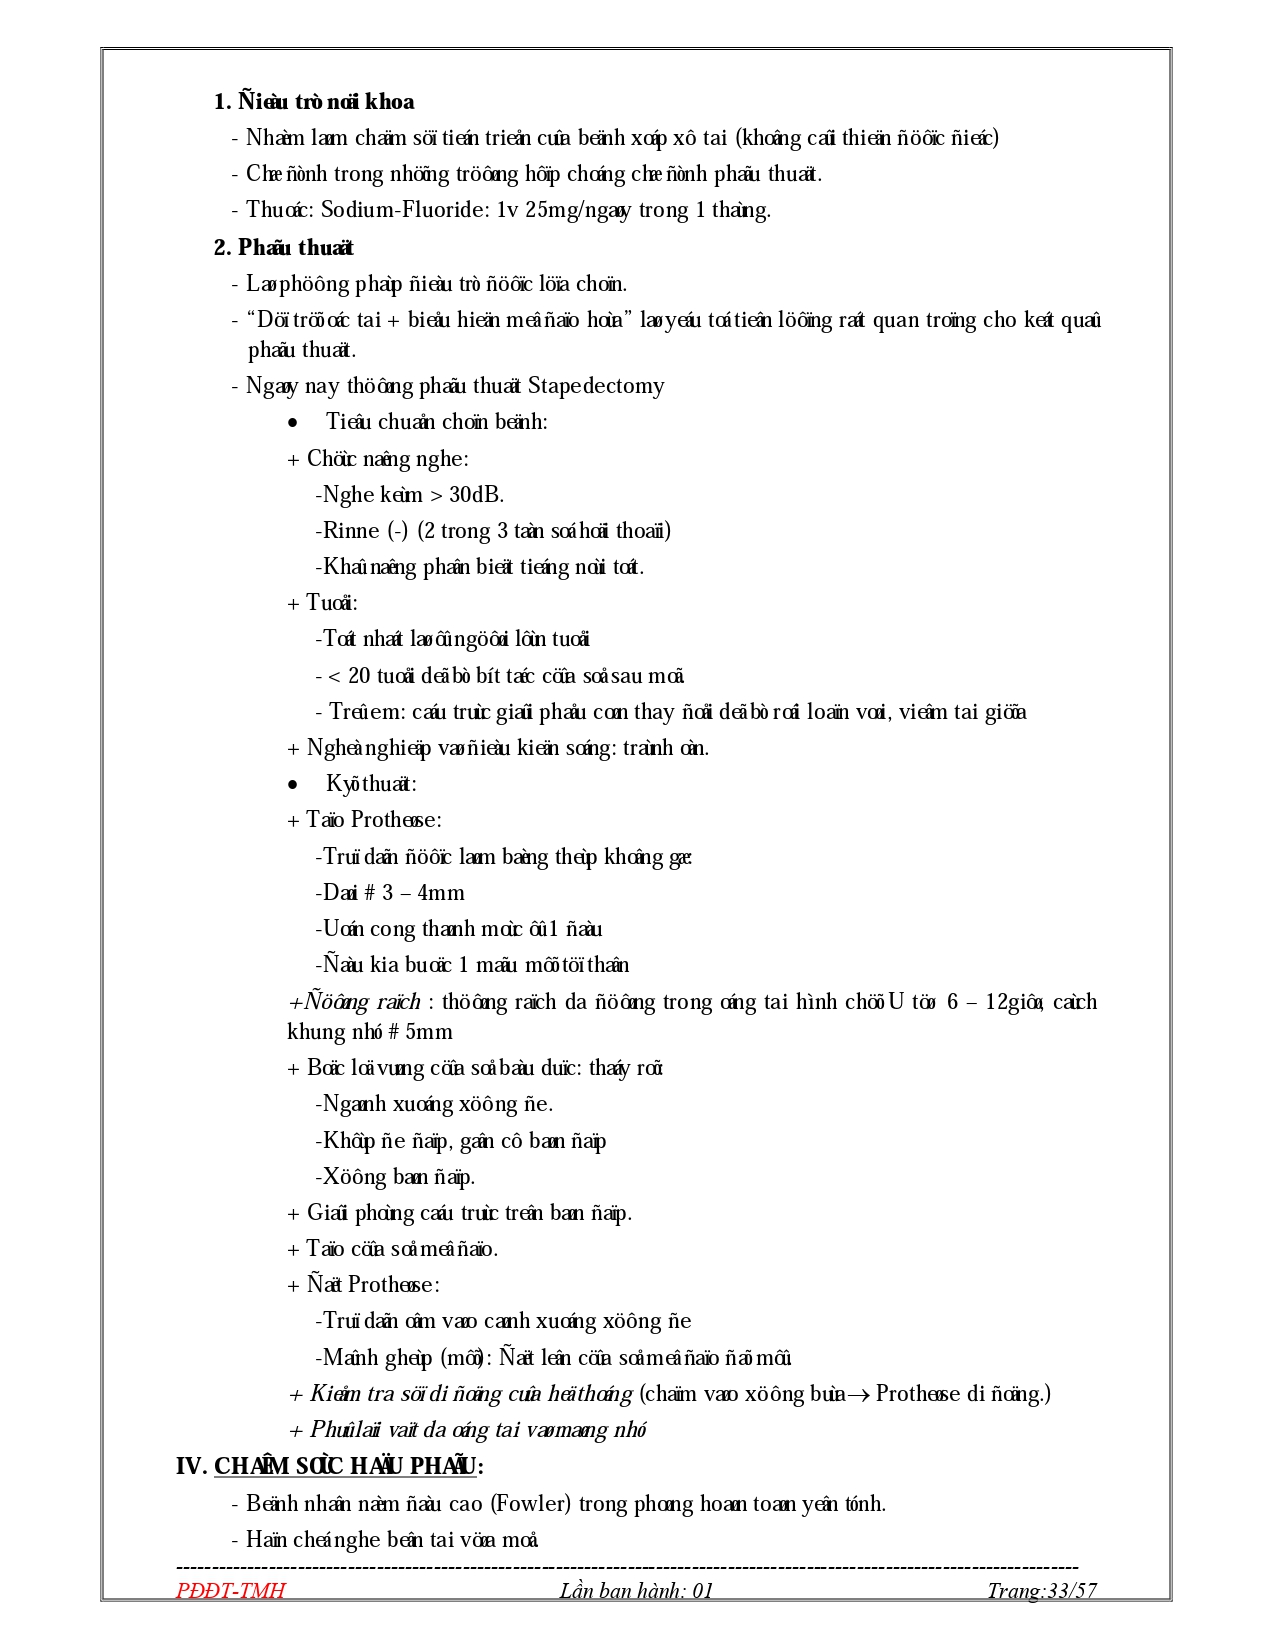 1. Ñieàu trò noäi khoa
- Nhaèm laøm chaäm söï tieán trieån cuûa beänh xoáp xô tai (khoâng caûi thieän ñöôïc ñieác)
- Chæ ñònh trong nhöõng tröôøng hôïp choáng chæ ñònh phaãu thuaät.
- Thuoác: Sodium-Fluoride: 1v 25mg/ngaøy trong 1 thaùng.
2. Phaãu thuaät
- Laø phöông phaùp ñieàu trò ñöôïc löïa choïn.
- “Döï tröõ oác tai + bieåu hieän meâ ñaïo hoùa” laø yeáu toá tieân löôïng raát quan troïng cho keát quaû
phaãu thuaät.
- Ngaøy nay thöôøng phaãu thuaät Stapedectomy
• Tieâu chuaån choïn beänh:
+ Chöùc naêng nghe:
-Nghe keùm > 30dB.
-Rinne (-) (2 trong 3 taàn soá hoäi thoaïi)
-Khaû naêng phaân bieät tieáng noùi toát.
+ Tuoåi:
-Toát nhaát laø ôû ngöôøi lôùn tuoåi
- < 20 tuoåi deã bò bít taéc cöûa soå sau moã.
- Treû em: caáu truùc giaûi phaåu coøn thay ñoåi deã bò roái loaïn voøi, vieâm tai giöõa
+ Ngheà nghieäp vaø ñieàu kieän soáng: traùnh oàn.
• Kyõ thuaät:
+ Taïo Protheøse:
-Truï daãn ñöôïc laøm baèng theùp khoâng gæ:
-Daøi # 3 – 4mm
-Uoán cong thaønh moùc ôû 1 ñaàu
-Ñaàu kia buoäc 1 maãu môõ töï thaân
+Ñöôøng raïch : thöôøng raïch da ñöôøng trong oáng tai hình chöõ U töø 6 – 12giôø, caùch
khung nhó # 5mm
+ Boäc loä vuøng cöûa soå baàu duïc: thaáy roõ:
-Ngaønh xuoáng xöông ñe.
-Khôùp ñe ñaïp, gaân cô baøn ñaïp
-Xöông baøn ñaïp.
+ Giaûi phoùng caáu truùc treân baøn ñaïp.
+ Taïo cöûa soå meâ ñaïo.
+ Ñaët Protheøse:
-Truï daãn oâm vaøo caønh xuoáng xöông ñe
-Maûnh gheùp (môõ): Ñaët leân cöûa soå meâ ñaïo ñaõ môû.
+ Kieåm tra söï di ñoäng cuûa heä thoáng (chaïm vaøo xöông buùa → Protheøse di ñoäng.)
+ Phuû laïi vaït da oáng tai vaø maøng nhó
IV. CHAÊM SOÙC HAÄU PHAÃU:
- Beänh nhaân naèm ñaàu cao (Fowler) trong phoøng hoaøn toaøn yeân tónh.
- Haïn cheá nghe beân tai vöøa moå.
------------------------------------------------------------------------------------------------------------------------------
PĐĐT-TMH Lần ban hành: 01 Trang:33/57